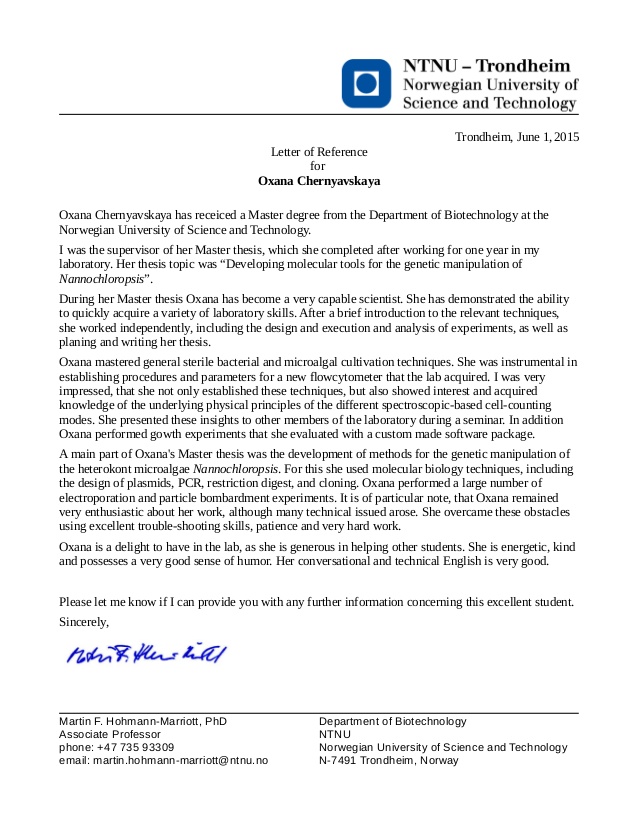 NTNU – Trondheim
Norwegian University of
Science and Technology
Trondheim, June 1, 2015
Letter of Reference
for
Oxana Chernyavskaya
Oxana Chernyavskaya has receiced a Master degree from the Department of Biotechnology at the
Norwegian University of Science and Technology.
I was the supervisor of her Master thesis, which she completed after working for one year in my
laboratory. Her thesis topic was “Developing molecular tools for the genetic manipulation of
Nannochloropsis”.
During her Master thesis Oxana has become a very capable scientist. She has demonstrated the ability
to quickly acquire a variety of laboratory skills. After a brief introduction to the relevant techniques,
she worked independently, including the design and execution and analysis of experiments, as well as
planing and writing her thesis.
Oxana mastered general sterile bacterial and microalgal cultivation techniques. She was instrumental in
establishing procedures and parameters for a new flowcytometer that the lab acquired. I was very
impressed, that she not only established these techniques, but also showed interest and acquired
knowledge of the underlying physical principles of the different spectroscopic-based cell-counting
modes. She presented these insights to other members of the laboratory during a seminar. In addition
Oxana performed gowth experiments that she evaluated with a custom made software package.
A main part of Oxana's Master thesis was the development of methods for the genetic manipulation of
the heterokont microalgae Nannochloropsis. For this she used molecular biology techniques, including
the design of plasmids, PCR, restriction digest, and cloning. Oxana performed a large number of
electroporation and particle bombardment experiments. It is of particular note, that Oxana remained
very enthusiastic about her work, although many technical issued arose. She overcame these obstacles
using excellent trouble-shooting skills, patience and very hard work.
Oxana is a delight to have in the lab, as she is generous in helping other students. She is energetic, kind
and possesses a very good sense of humor. Her conversational and technical English is very good.
Please let me know if I can provide you with any further information concerning this excellent student.
Sincerely,
Martin F. Hohmann-Marriott, PhD
Associate Professor
phone: +47 735 93309
email: martin.hohmann-marriott@ntnu.no
Department of Biotechnology
NTNU
Norwegian University of Science and Technology
N-7491 Trondheim, Norway